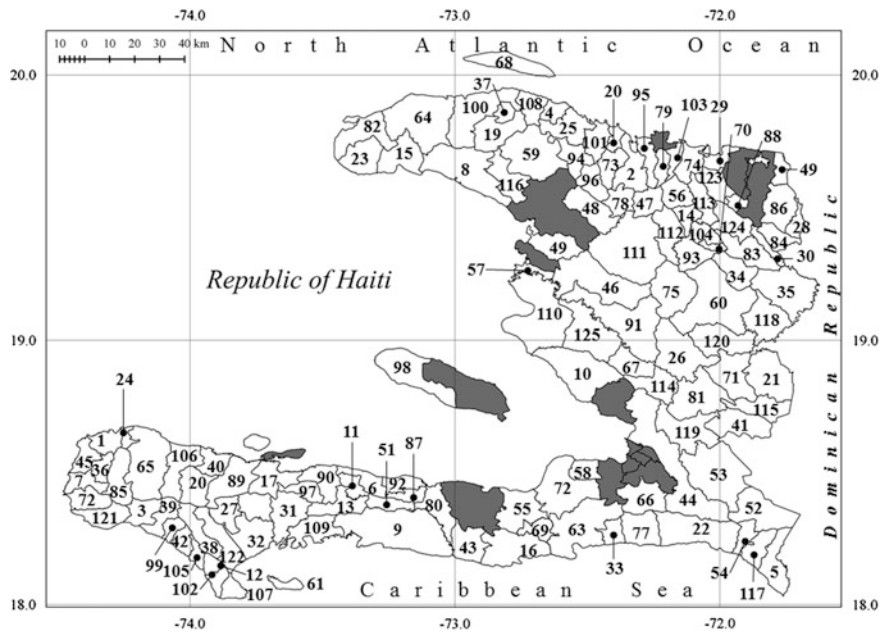 -74.0 -73.0 -72.0
10 0 10 20 30 40 km
North Atlantic Ocean
20.0 20.0
68
37 20 95 79 103 29 70 88
64 100 108 4 25 101
82 19 74 123 49
23 15 8 59 94 73 2
116 96 56 113 86
48 78 47 14 124 28
49 111 112 104 84
57 93 83 30
Republic of Haiti
46 75 34 35
110 60
125 91 118
19.0 19.0
120
98 10 67 26 71 21
114 81 115
24 119 41
1 11 51 87
45 36 65 106 40 89 17 90 92 58 53
7 20 97 6 72
72 85 39 27 31 13 80 55 66 44 52
121 3 109 9 69 63 77 22
42 38 32
99 122 43 16
105 12 61 33 54 5
102 107 117
Caribbean Sea
18.0 18.0
-74.0 -73.0 -72.0
Dominican Republic